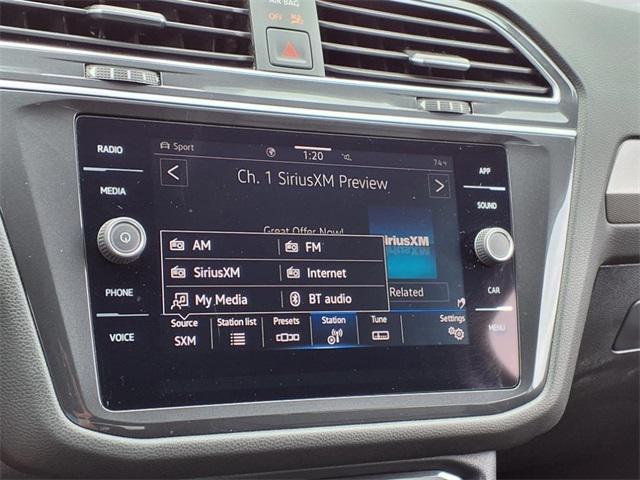 AIR BAG
OFF
RADIO
MEDIA
PHONE
VOICE
Sport
1:20
74°F
Ch. 1 SiriusXM Preview
Great Offer Now!
SiriusXM
Related
AM
FM
SiriusXM
Internet
My Media
BT audio
Source
SXM
Station list
Presets
Station
Tune
Settings
APP
SOUND
CAR
MENU